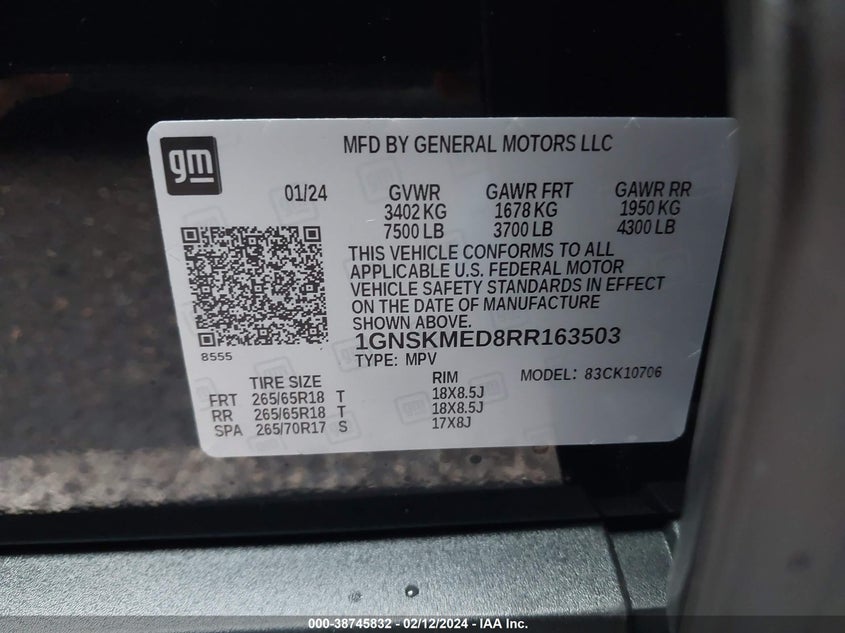 gm
MFD BY GENERAL MOTORS LLC
01/24 GVWR GAWR FRT GAWR RR
3402 KG 1678 KG 1950 KG
7500 LB 3700 LB 4300 LB
THIS VEHICLE CONFORMS TO ALL
APPLICABLE U.S. FEDERAL MOTOR
VEHICLE SAFETY STANDARDS IN EFFECT
ON THE DATE OF MANUFACTURE
SHOWN ABOVE.
8555
1GNSKMED8RR163503
TYPE: MPV
TIRE SIZE RIM MODEL: 83CK10706
FRT 265/65R18 T 18X8.5J
RR 265/65R18 T 18X8.5J
SPA 265/70R17 S 17X8J
000-38745832 - 02/12/2024 - IAA Inc.